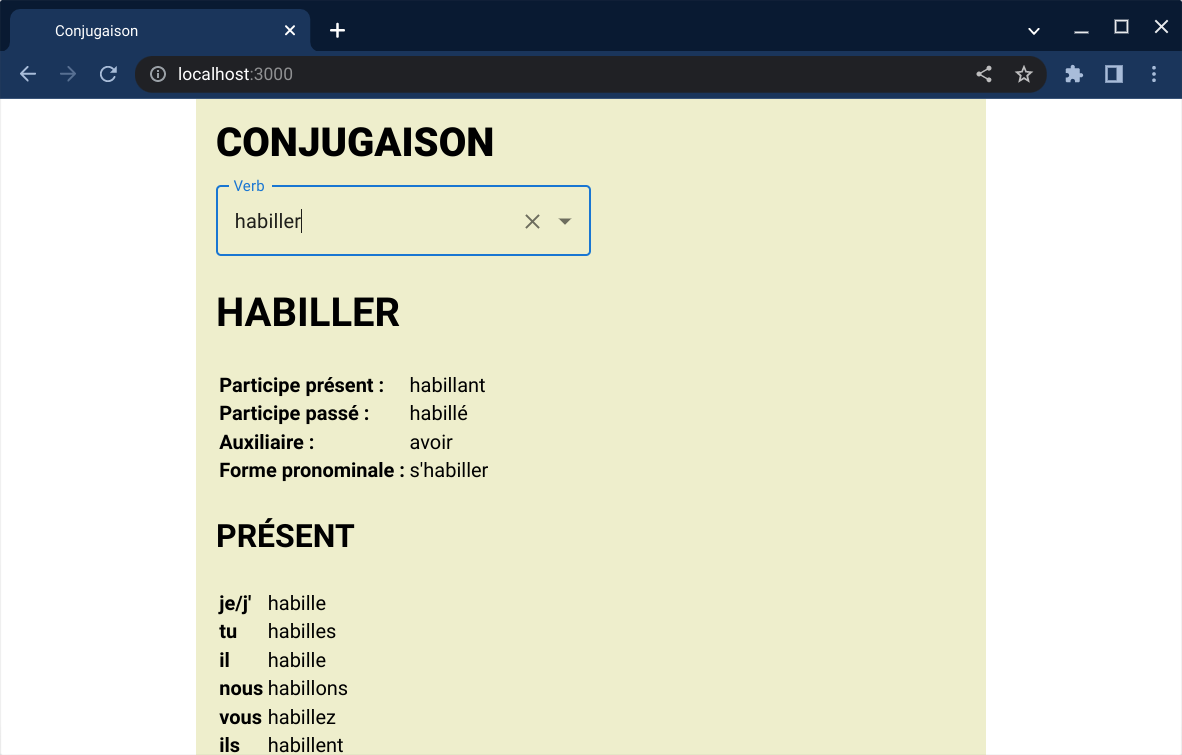 Conjugaison
localhost:3000
CONJUGAISON
Verb
habiller
HABILLER
Participe présent : habillant
Participe passé : habillé
Auxiliaire : avoir
Forme pronominale : s'habiller
PRÉSENT
je/j' habille
tu habilles
il habille
nous habillons
vous habillez
ils habillent